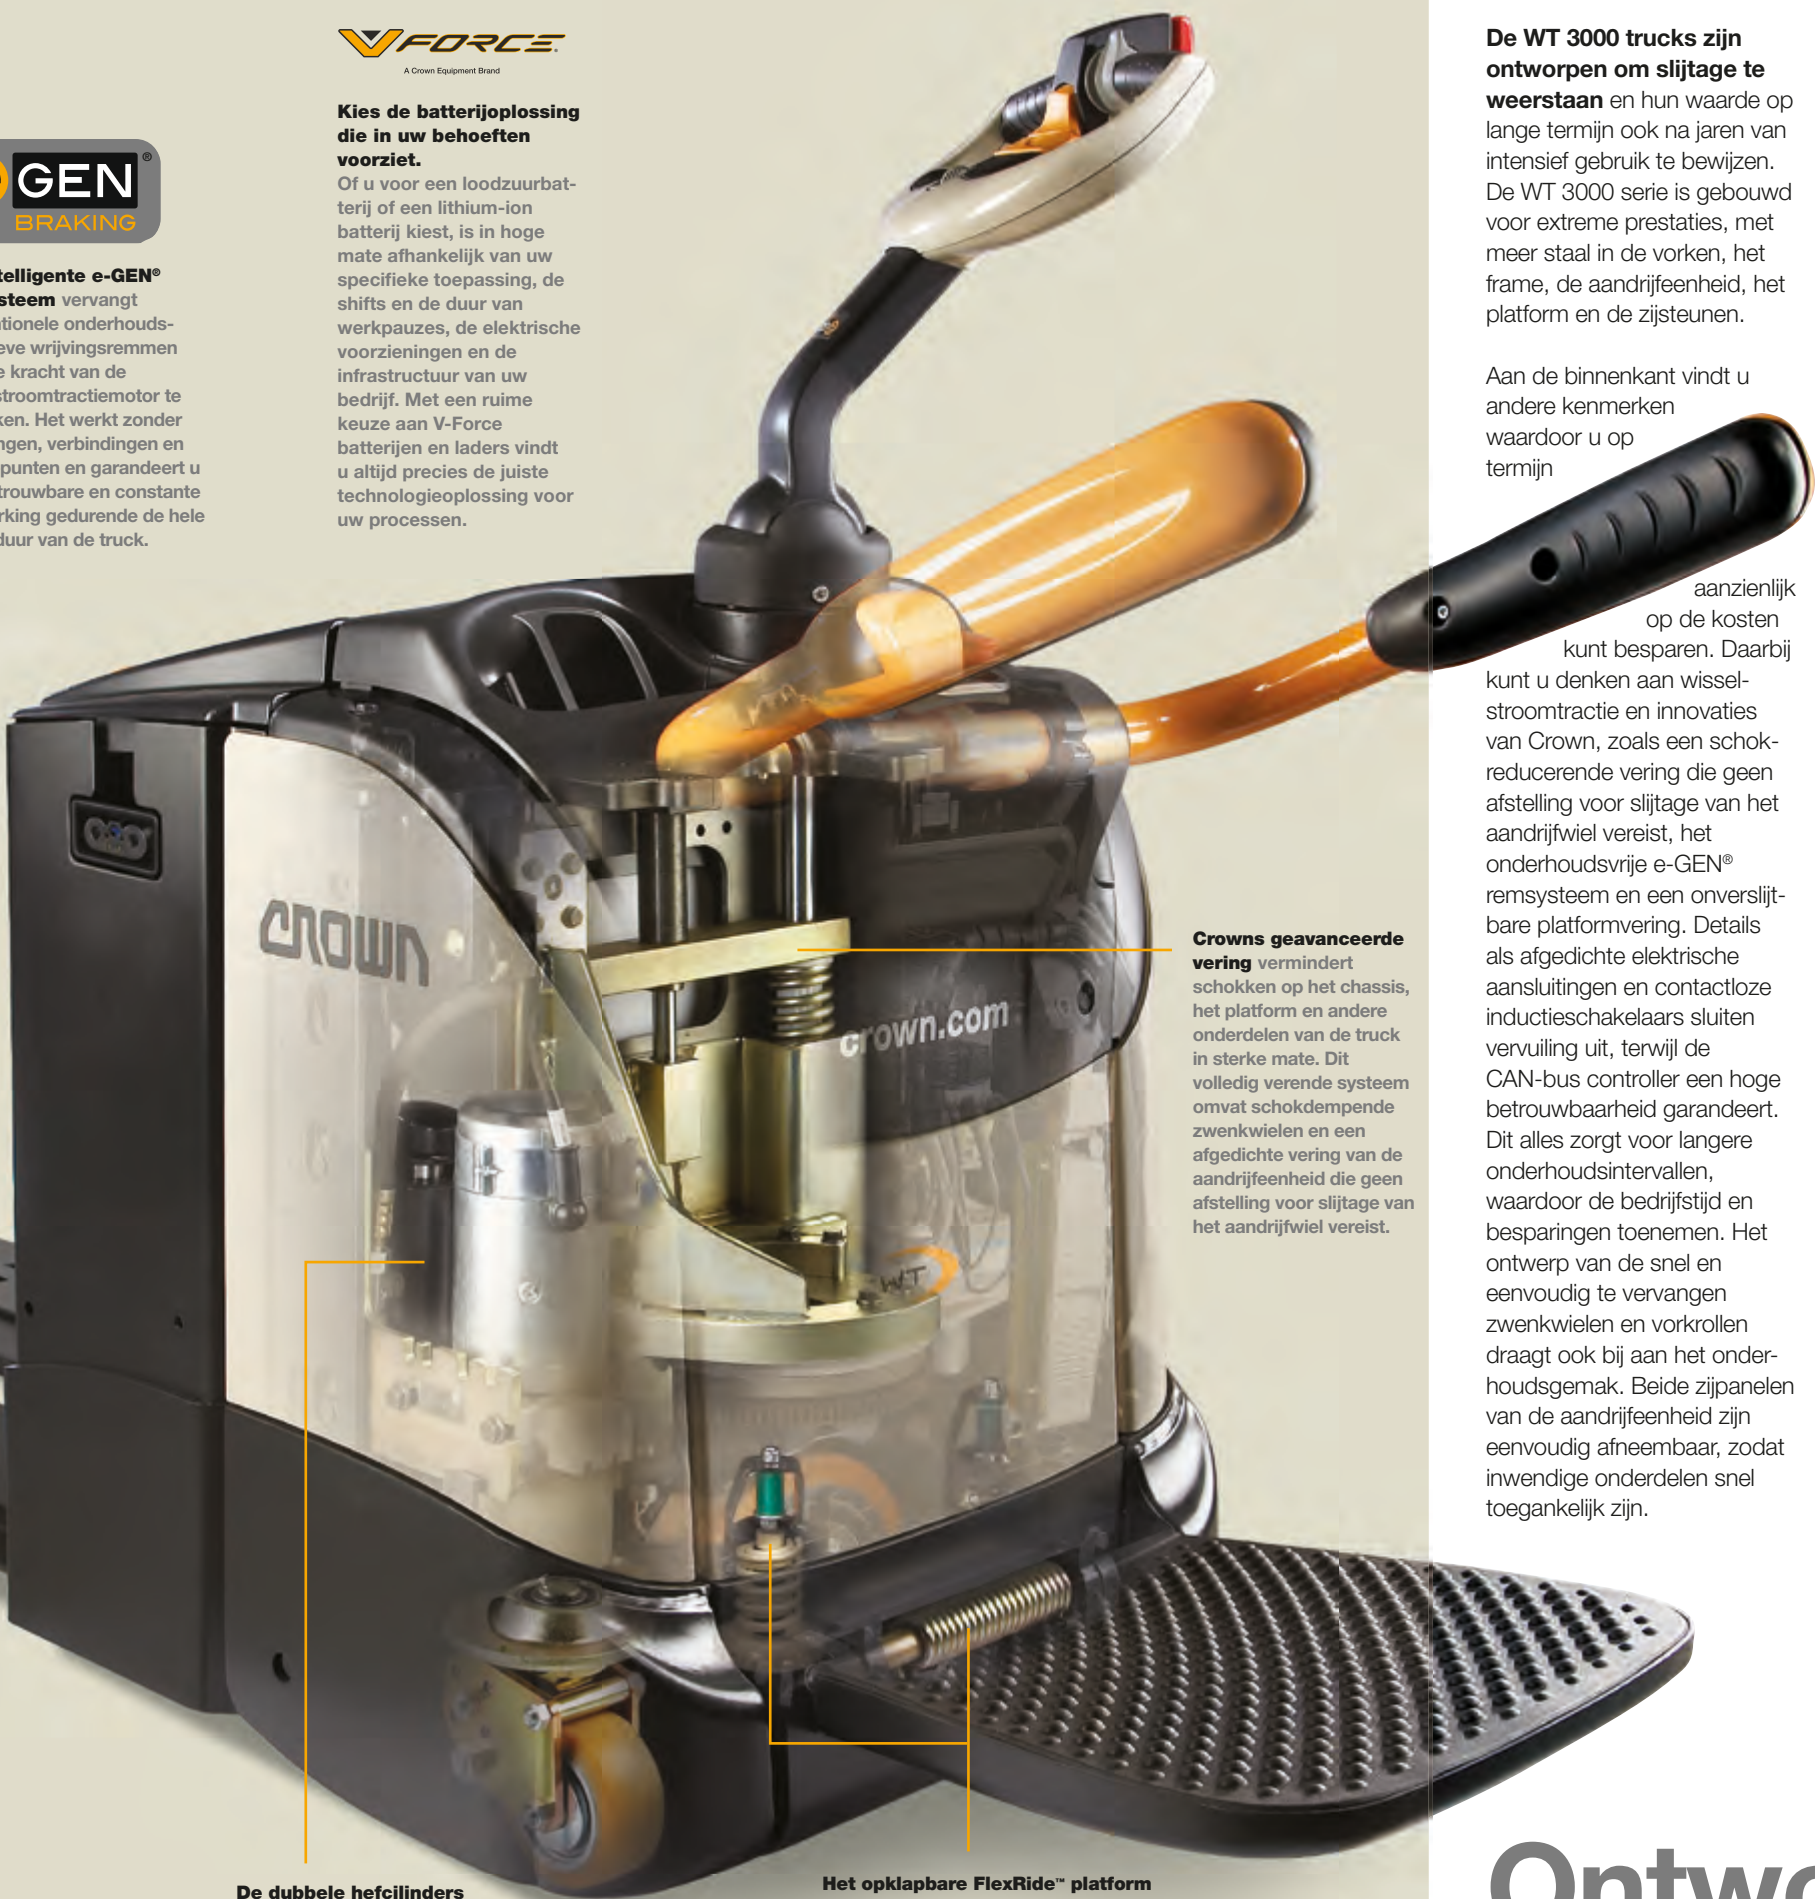 GEN®
BRAKING
telligente e-GEN®
steem vervangt
tionele onderhouds-
eve wrijvingsremmen
e kracht van de
stroomtractiemotor te
ken. Het werkt zonder
ngen, verbindingen en
punten en garandeert u
trouwbare en constante
rking gedurende de hele
duur van de truck.
V FORCE
A Crown Equipment Brand
Kies de batterijoplossing
die in uw behoeften
voorziet.
Of u voor een loodzuurbat-
terij of een lithium-ion
batterij kiest, is in hoge
mate afhankelijk van uw
specifieke toepassing, de
shifts en de duur van
werkpauzes, de elektrische
voorzieningen en de
infrastructuur van uw
bedrijf. Met een ruime
keuze aan V-Force
batterijen en laders vindt
u altijd precies de juiste
technologieoplossing voor
uw processen.
CROWN
crown.com
WT
Crowns geavanceerde
vering vermindert
schokken op het chassis,
het platform en andere
onderdelen van de truck
in sterke mate. Dit
volledig verende systeem
omvat schokdempende
zwenkwielen en een
afgedichte vering van de
aandrijfeenheid die geen
afstelling voor slijtage van
het aandrijfwiel vereist.
De dubbele hefcilinders
Het opklapbare FlexRide™ platform
De WT 3000 trucks zijn
ontworpen om slijtage te
weerstaan en hun waarde op
lange termijn ook na jaren van
intensief gebruik te bewijzen.
De WT 3000 serie is gebouwd
voor extreme prestaties, met
meer staal in de vorken, het
frame, de aandrijfeenheid, het
platform en de zijsteunen.
Aan de binnenkant vindt u
andere kenmerken
waardoor u op
termijn
aanzienlijk
op de kosten
kunt besparen. Daarbij
kunt u denken aan wissel-
stroomtractie en innovaties
van Crown, zoals een schok-
reducerende vering die geen
afstelling voor slijtage van het
aandrijfwiel vereist, het
onderhoudsvrije e-GEN®
remsysteem en een onverslijt-
bare platformvering. Details
als afgedichte elektrische
aansluitingen en contactloze
inductieschakelaars sluiten
vervuiling uit, terwijl de
CAN-bus controller een hoge
betrouwbaarheid garandeert.
Dit alles zorgt voor langere
onderhoudsintervallen,
waardoor de bedrijfstijd en
besparingen toenemen. Het
ontwerp van de snel en
eenvoudig te vervangen
zwenkwielen en vorkrollen
draagt ook bij aan het onder-
houdsgemak. Beide zijpanelen
van de aandrijfeenheid zijn
eenvoudig afneembaar, zodat
inwendige onderdelen snel
toegankelijk zijn.
Ontwo